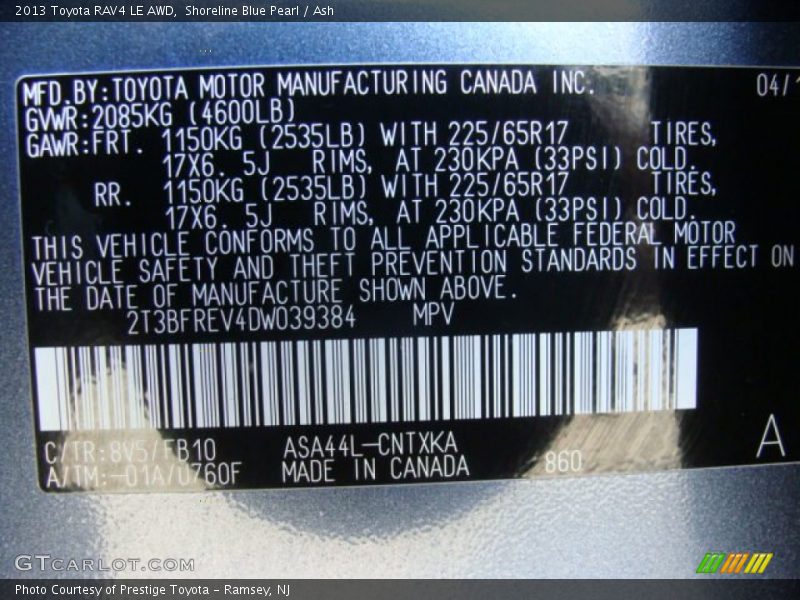 2013 Toyota RAV4 LE AWD, Shoreline Blue Pearl / Ash
MFD.BY:TOYOTA MOTOR MANUFACTURING CANADA INC. 04/1
GVWR:2085KG (4600LB)
GAWR:FRT. 1150KG (2535LB) WITH 225/65R17 TIRES,
17X6. 5J RIMS, AT 230KPA (33PSI) COLD.
RR. 1150KG (2535LB) WITH 225/65R17 TIRES,
17X6. 5J RIMS, AT 230KPA (33PSI) COLD.
THIS VEHICLE CONFORMS TO ALL APPLICABLE FEDERAL MOTOR
VEHICLE SAFETY AND THEFT PREVENTION STANDARDS IN EFFECT ON
THE DATE OF MANUFACTURE SHOWN ABOVE.
2T3BFREV4DW039384 MPV
C/TR:8V5/FB10 ASA44L-CNTXKA A
A/TM:-01A/0760F MADE IN CANADA 860
GTCARLOT.COM
Photo Courtesy of Prestige Toyota - Ramsey, NJ